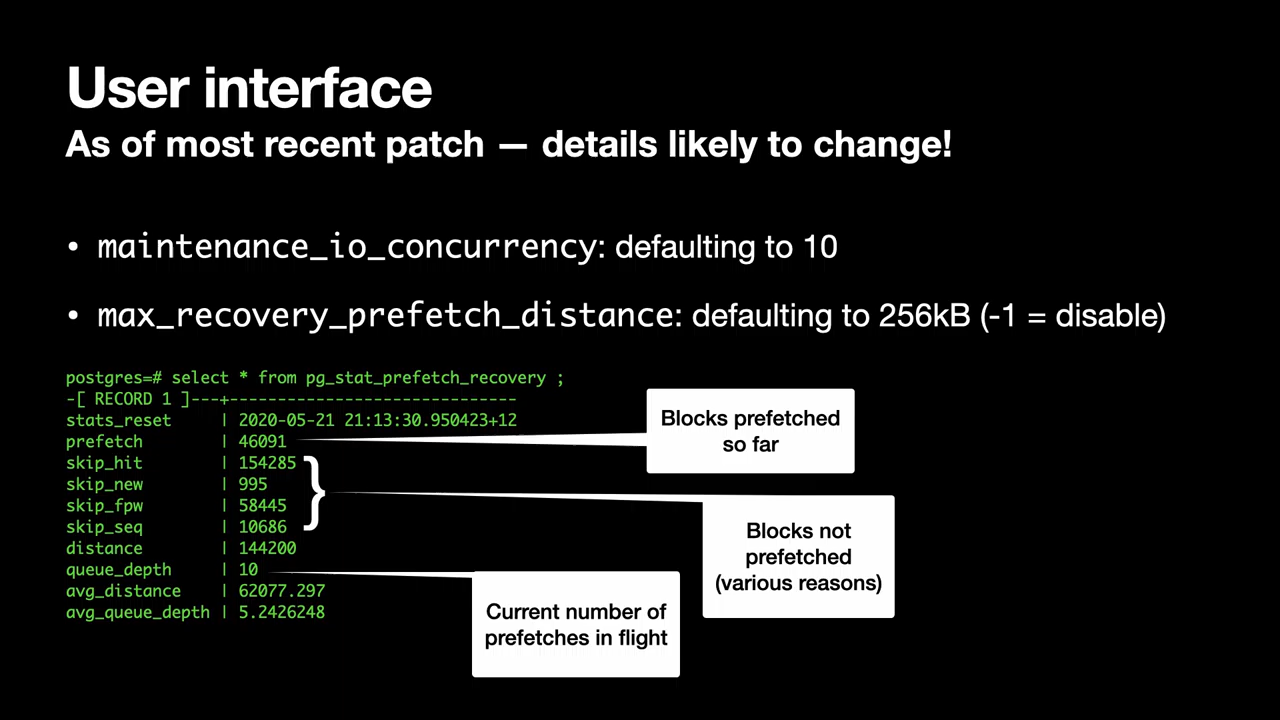 User interface
As of most recent patch — details likely to change!
• maintenance_io_concurrency: defaulting to 10
• max_recovery_prefetch_distance: defaulting to 256kB (-1 = disable)
postgres=# select * from pg_stat_prefetch_recovery ;
-[ RECORD 1 ]---+------------------------------
stats_reset     | 2020-05-21 21:13:30.950423+12
prefetch        | 46091
skip_hit        | 154285
skip_new        | 995
skip_fpw        | 58445
skip_seq        | 10686
distance        | 144200
queue_depth     | 10
avg_distance    | 62077.297
avg_queue_depth | 5.2426248
}
Blocks prefetched
so far
Blocks not
prefetched
(various reasons)
Current number of
prefetches in flight